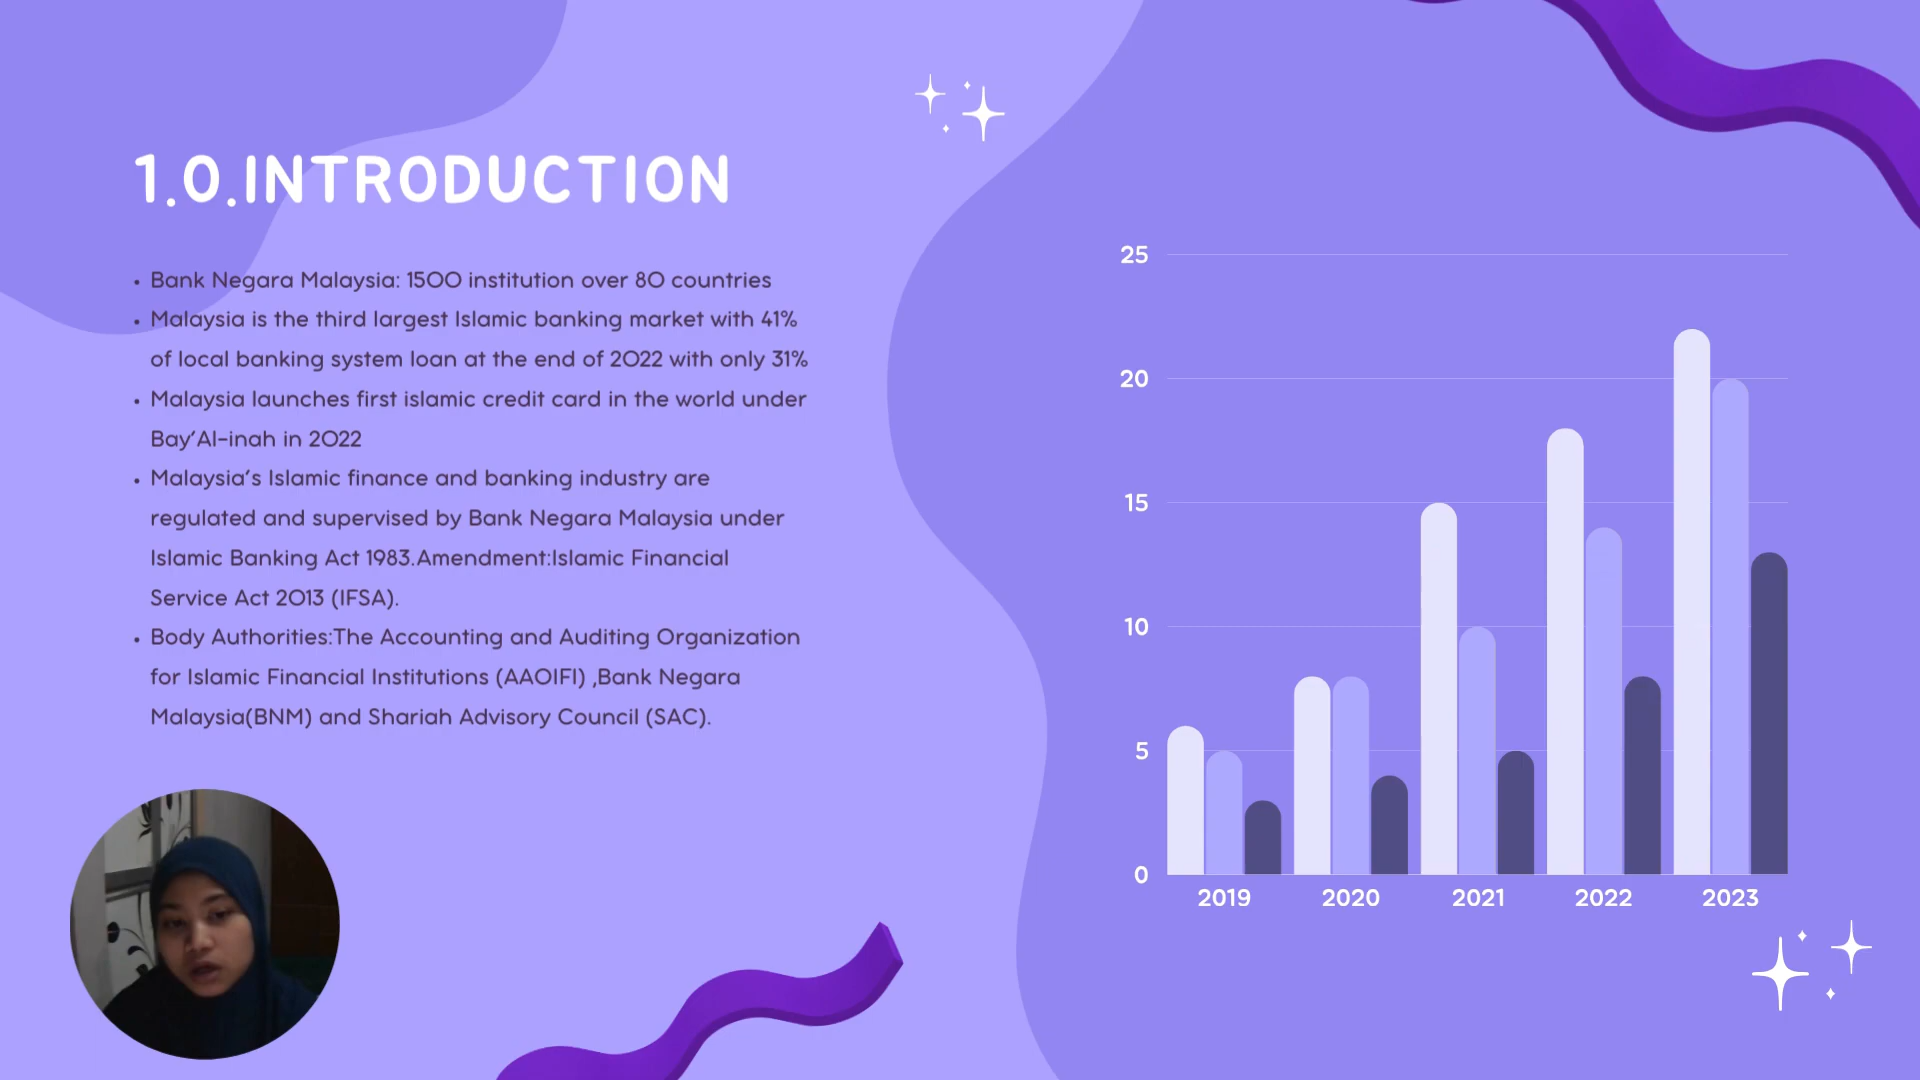 1.0.INTRODUCTION
• Bank Negara Malaysia: 1500 institution over 80 countries
• Malaysia is the third largest Islamic banking market with 41%
of local banking system loan at the end of 2022 with only 31%
• Malaysia launches first islamic credit card in the world under
Bay’Al-inah in 2022
• Malaysia’s Islamic finance and banking industry are
regulated and supervised by Bank Negara Malaysia under
Islamic Banking Act 1983.Amendment:Islamic Financial
Service Act 2013 (IFSA).
• Body Authorities:The Accounting and Auditing Organization
for Islamic Financial Institutions (AAOIFI) ,Bank Negara
Malaysia(BNM) and Shariah Advisory Council (SAC).
25
20
15
10
5
0
2019 2020 2021 2022 2023